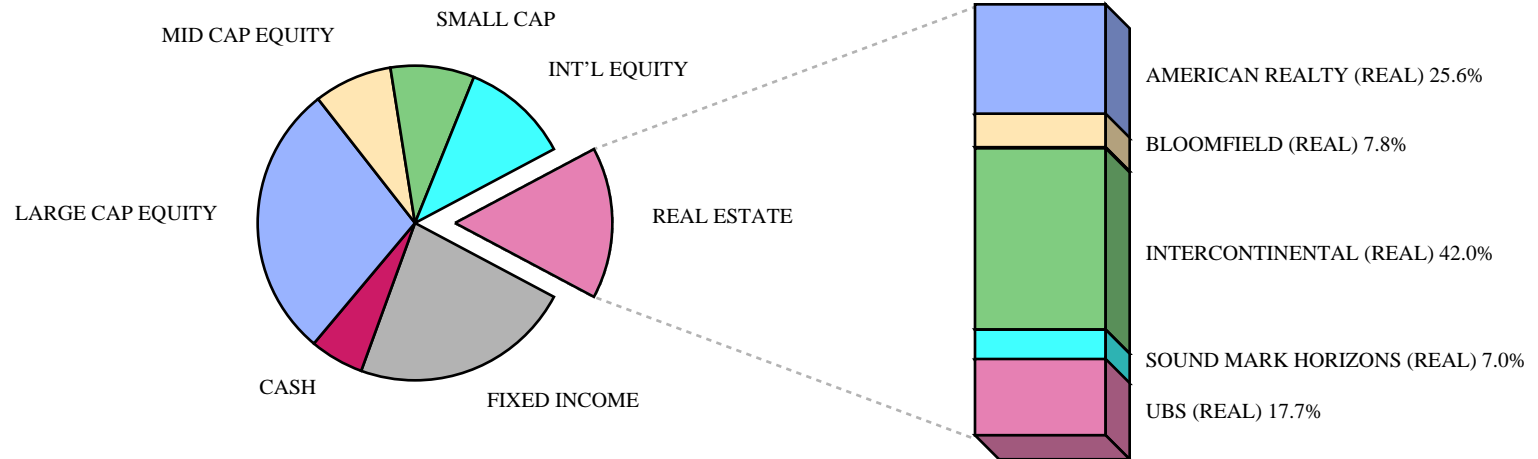 SMALL CAP
MID CAP EQUITY
INT'L EQUITY
LARGE CAP EQUITY
REAL ESTATE
CASH
FIXED INCOME
AMERICAN REALTY (REAL) 25.6%
BLOOMFIELD (REAL) 7.8%
INTERCONTINENTAL (REAL) 42.0%
SOUND MARK HORIZONS (REAL) 7.0%
UBS (REAL) 17.7%